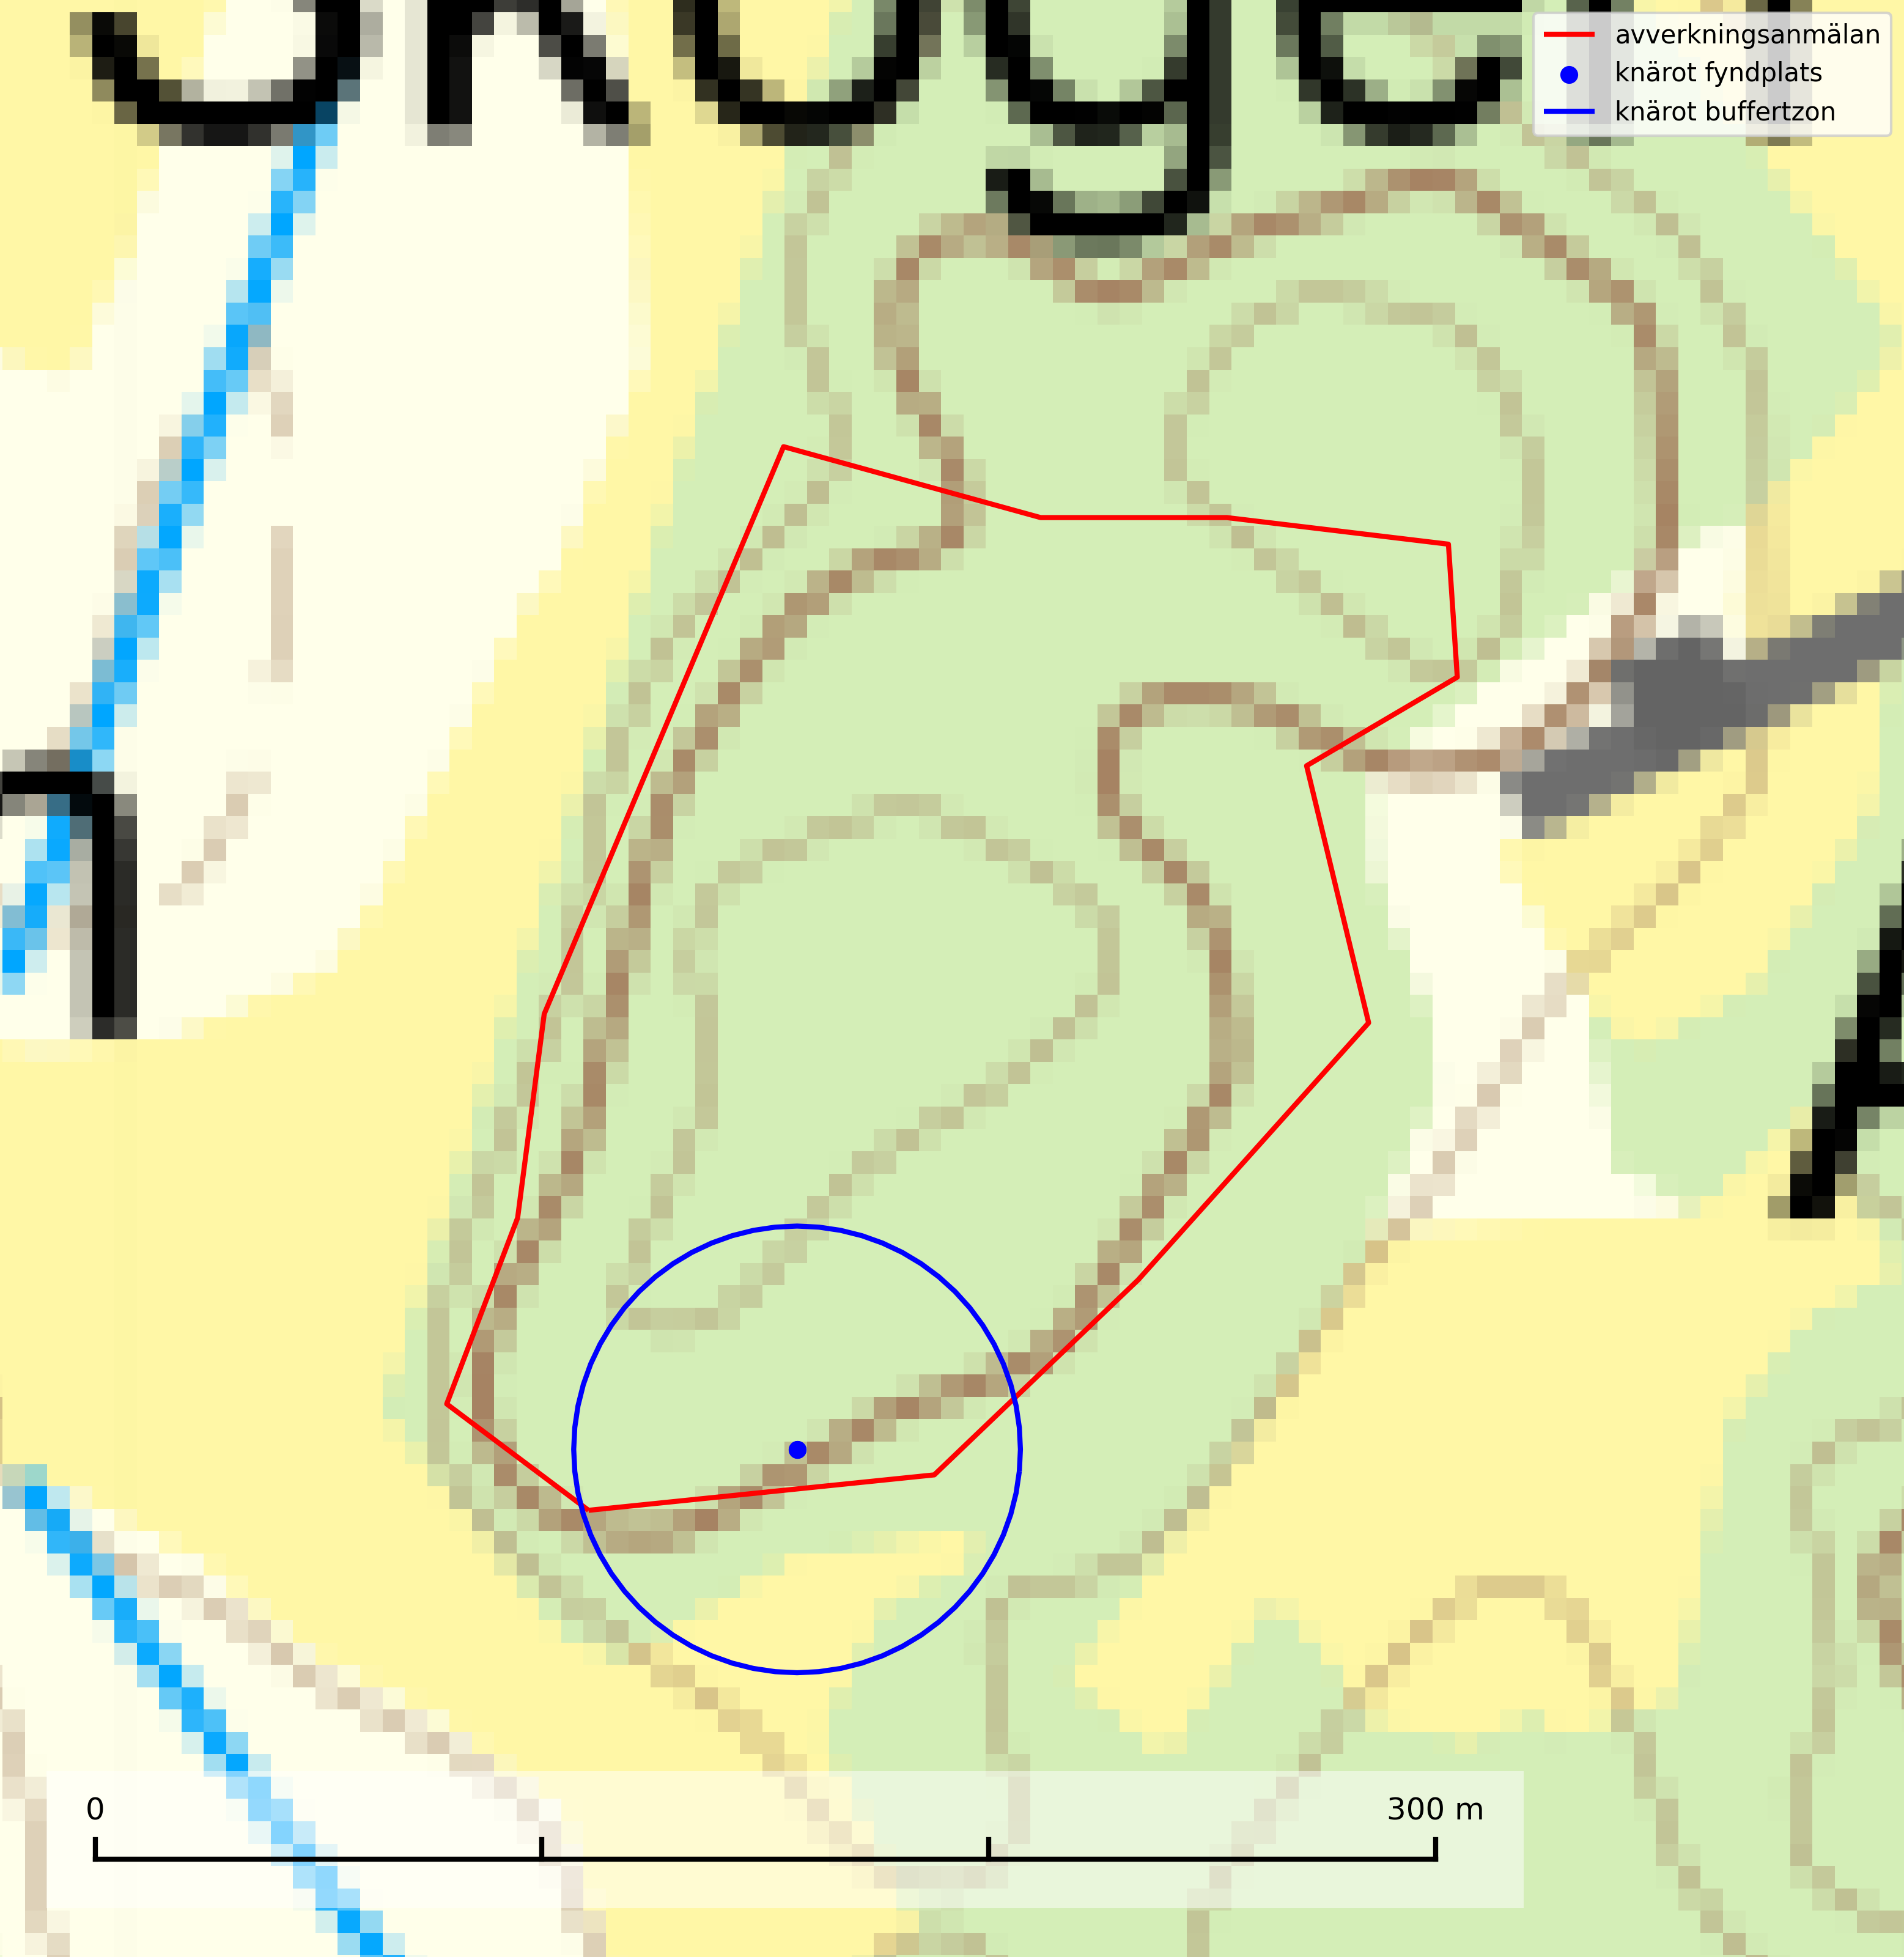 avverkningsanmälan
knärot fyndplats
knärot buffertzon
0
300 m